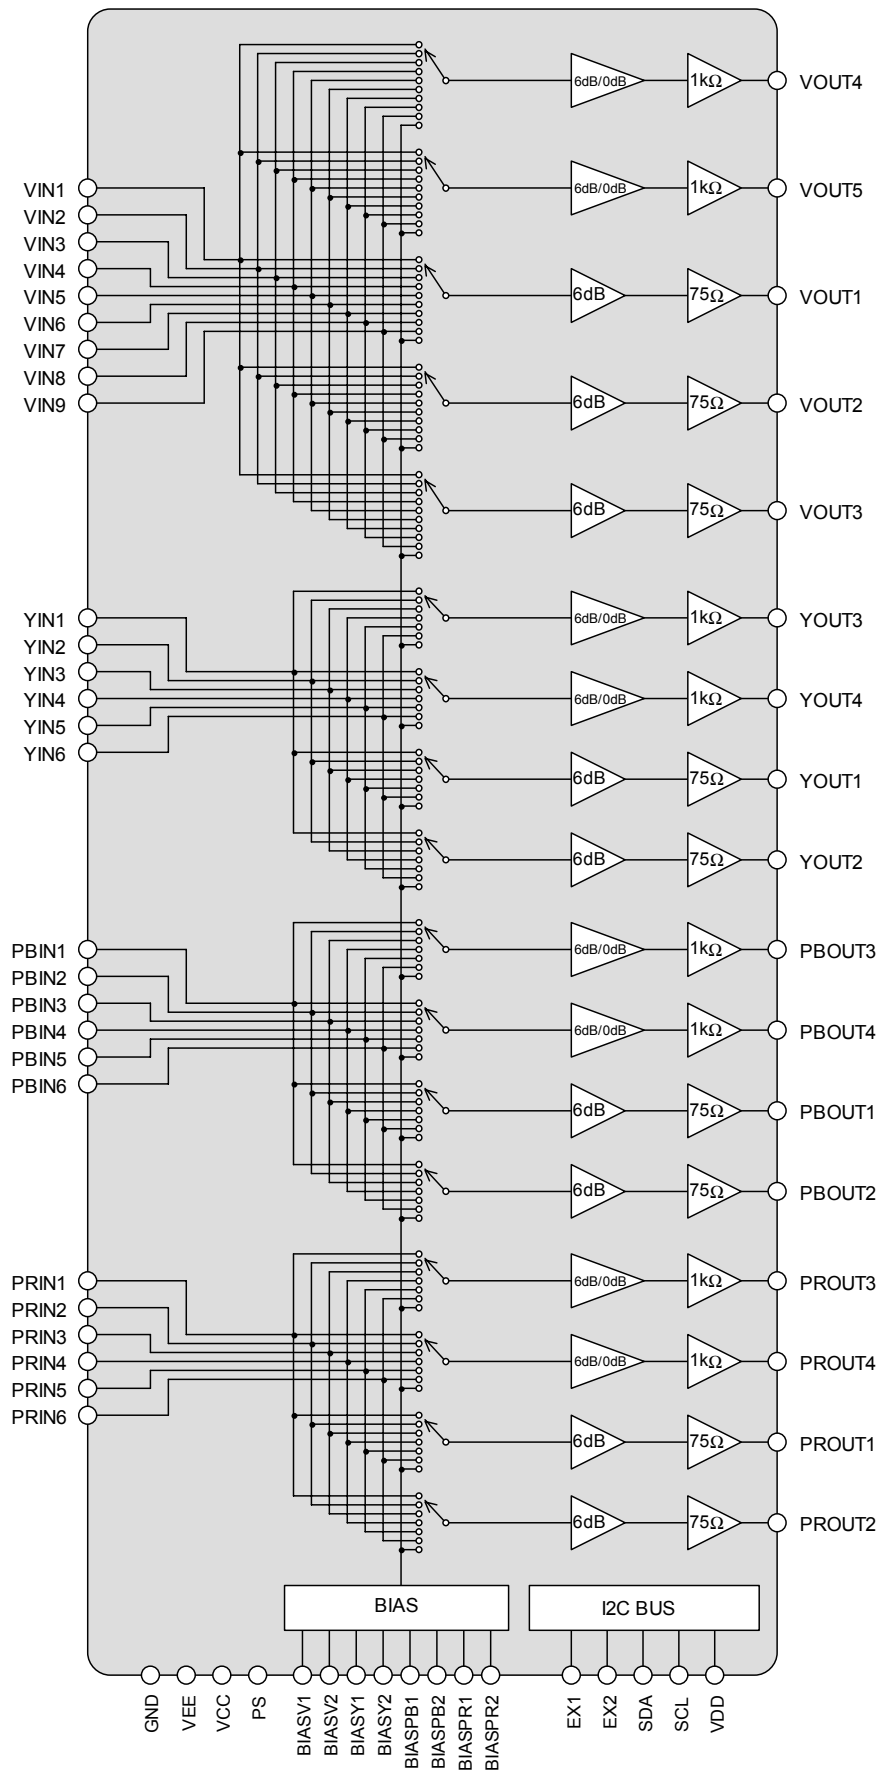 6dB/0dB 1kΩ VOUT4
6dB/0dB 1kΩ VOUT5
VIN1
VIN2
VIN3
VIN4
VIN5
VIN6
VIN7
VIN8
VIN9
6dB 75Ω VOUT1
6dB 75Ω VOUT2
6dB 75Ω VOUT3
YIN1
YIN2
YIN3
YIN4
YIN5
YIN6
6dB/0dB 1kΩ YOUT3
6dB/0dB 1kΩ YOUT4
6dB 75Ω YOUT1
6dB 75Ω YOUT2
PBIN1
PBIN2
PBIN3
PBIN4
PBIN5
PBIN6
6dB/0dB 1kΩ PBOUT3
6dB/0dB 1kΩ PBOUT4
6dB 75Ω PBOUT1
6dB 75Ω PBOUT2
PRIN1
PRIN2
PRIN3
PRIN4
PRIN5
PRIN6
6dB/0dB 1kΩ PROUT3
6dB/0dB 1kΩ PROUT4
6dB 75Ω PROUT1
6dB 75Ω PROUT2
BIAS
I2C BUS
GND
VEE
VCC
PS
BIASV1
BIASV2
BIASY1
BIASY2
BIASPB1
BIASPB2
BIASPR1
BIASPR2
EX1
EX2
SDA
SCL
VDD